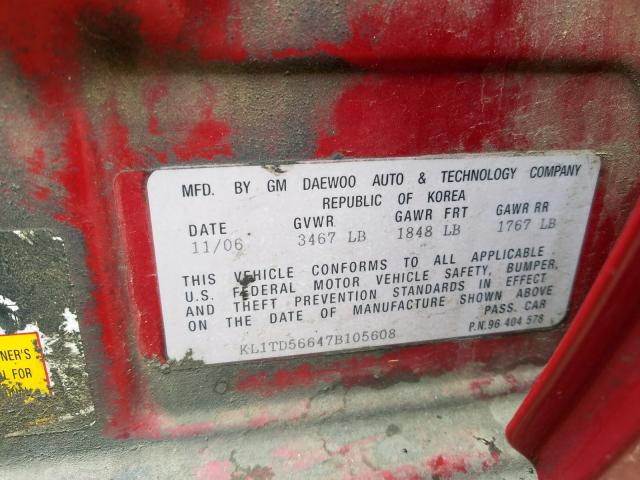 MFD. BY GM DAEWOO AUTO & TECHNOLOGY COMPANY
REPUBLIC OF KOREA
DATE GVWR GAWR FRT GAWR RR
11/06 3467 LB 1848 LB 1767 LB
THIS VEHICLE CONFORMS TO ALL APPLICABLE
U.S. FEDERAL MOTOR VEHICLE SAFETY, BUMPER,
AND THEFT PREVENTION STANDARDS IN EFFECT
ON THE DATE OF MANUFACTURE SHOWN ABOVE
PASS. CAR
KL1TD56647B105608
P.N.96 404 578
NER'S
FOR